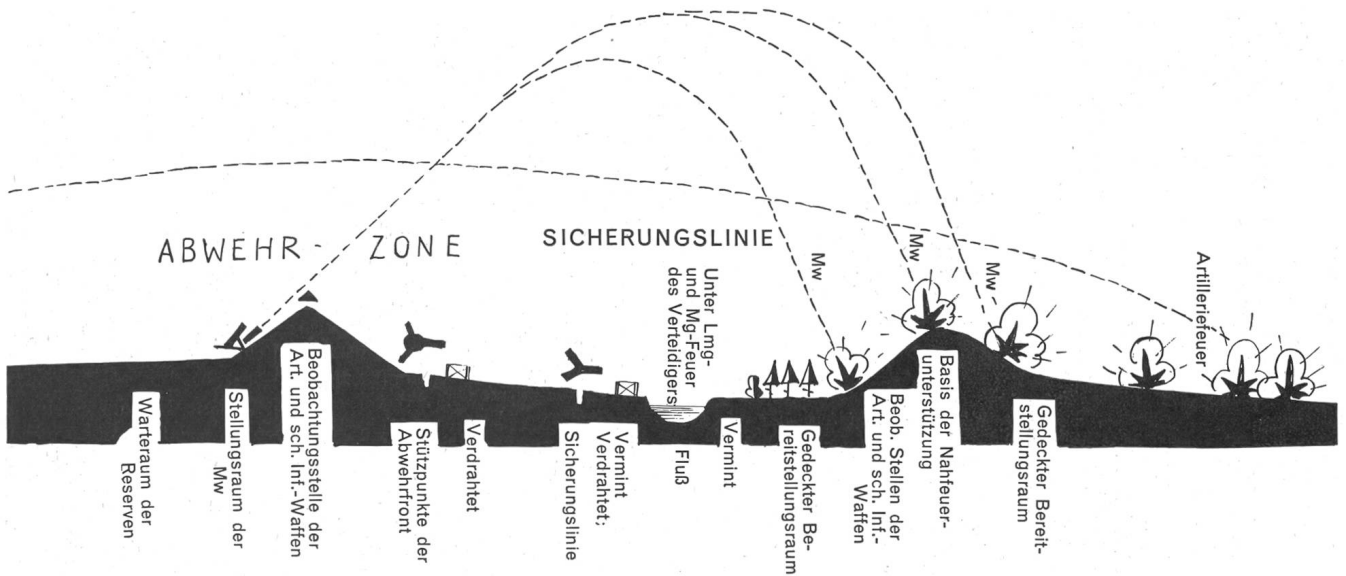 ABWEHR-ZONE
SICHERUNGSLINIE
Unter Lmg-
und Mg-Feuer
des Verteidigers
Mw
Mw
Mw
Artilleriefeuer
Warteraum der
Reserven
Stellungsraum der
Mw
Beobachtungsstelle der
Art. und sch. Inf.-Waffen
Stützpunkte der
Abwehrfront
Verdrahtet
Vermint
Verdrahtet;
Sicherungslinie
Fluß
Vermint
Gedeckter Be-
reitstellungsraum
Beob. Stellen der
Art. und sch. Inf.-
Waffen
Basis der Nahfeuer-
unterstützung
Gedeckter Bereit-
stellungsraum